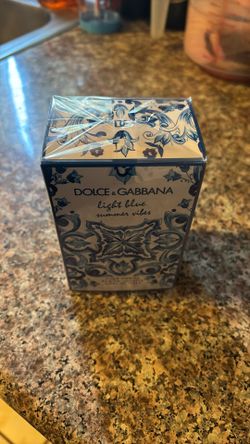 DOLCE & GABBANA
light blue
summer vibes